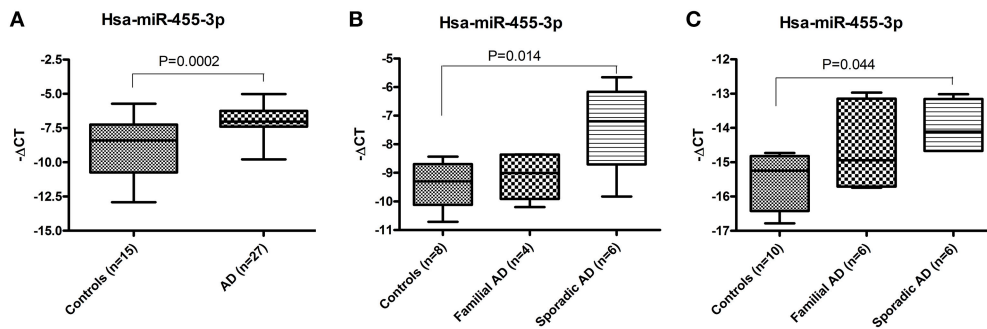 A
Hsa-miR-455-3p
P=0.0002
-ΔCT
-2.5
-5.0
-7.5
-10.0
-12.5
-15.0
Controls (n=15)
AD (n=27)
B
Hsa-miR-455-3p
P=0.014
-ΔCT
-5
-6
-7
-8
-9
-10
-11
Controls (n=8)
Familial AD (n=4)
Sporadic AD (n=6)
C
Hsa-miR-455-3p
P=0.044
-ΔCT
-12
-13
-14
-15
-16
-17
Controls (n=10)
Familial AD (n=6)
Sporadic AD (n=6)